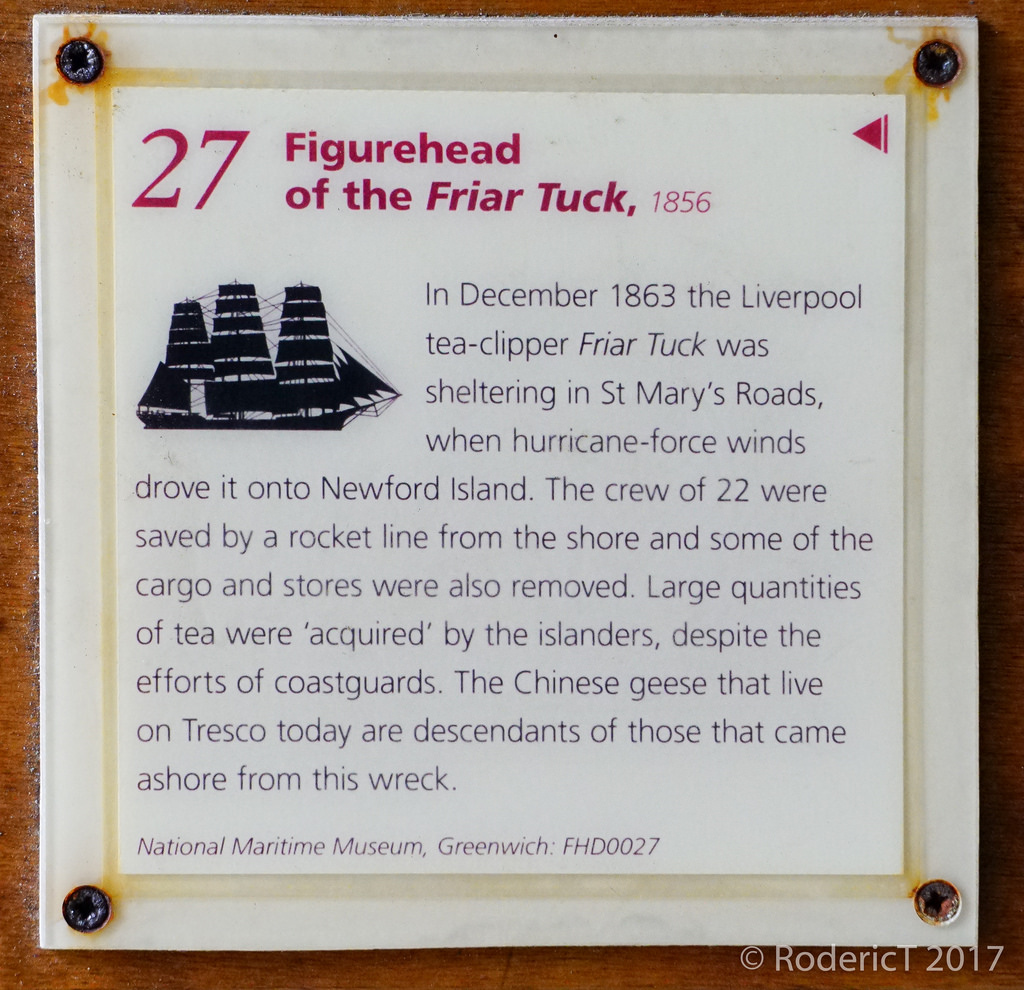 27 Figurehead
of the Friar Tuck, 1856
In December 1863 the Liverpool
tea-clipper Friar Tuck was
sheltering in St Mary's Roads,
when hurricane-force winds
drove it onto Newford Island. The crew of 22 were
saved by a rocket line from the shore and some of the
cargo and stores were also removed. Large quantities
of tea were 'acquired' by the islanders, despite the
efforts of coastguards. The Chinese geese that live
on Tresco today are descendants of those that came
ashore from this wreck.
National Maritime Museum, Greenwich: FHD0027
© RodericT 2017